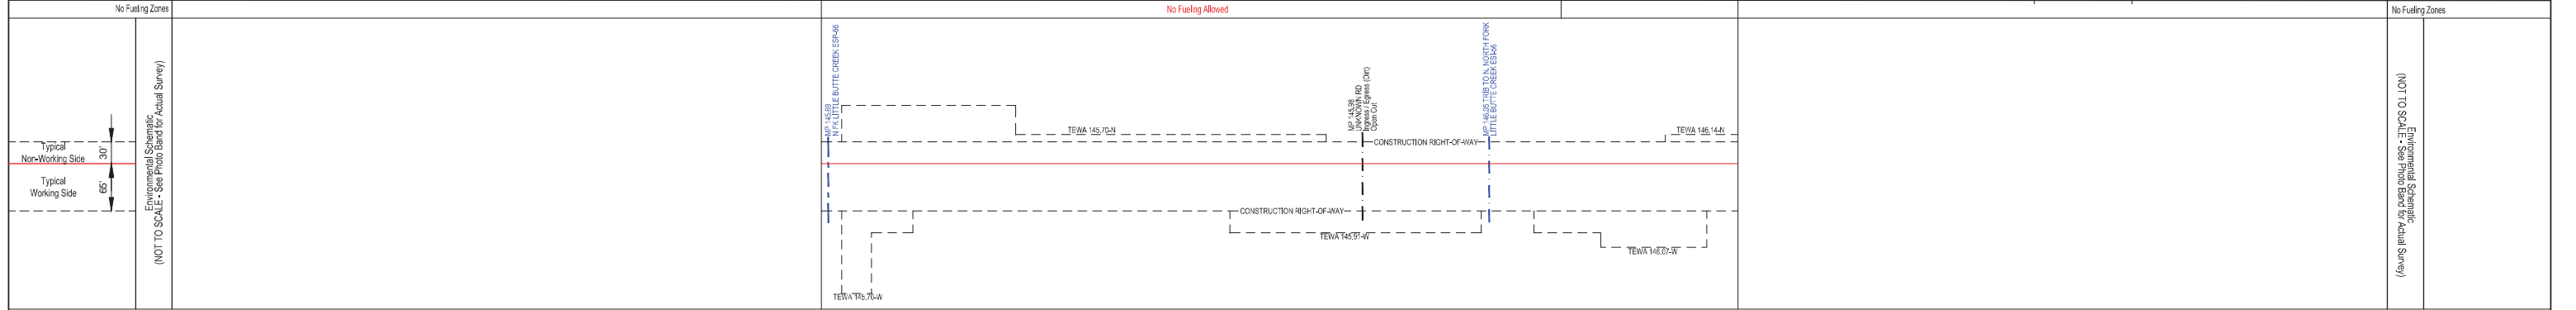 No Fueling Zones
No Fueling Allowed
No Fueling Zones
Typical
Non-Working Side
30'
Typical
Working Side
65'
Environmental Schematic
(NOT TO SCALE - See Photo Band for Actual Survey)
MP 145.69
N FK LITTLE BUTTE CREEK ESP-66
TEWA 145.70-N
MP 145.98
UNKNOWN RD
Ingress / Egress (Dirt)
Open Cut
CONSTRUCTION RIGHT-OF-WAY
MP 146.05 TRIB TO N. NORTH FORK
LITTLE BUTTE CREEK ESI-66
TEWA 146.14-N
CONSTRUCTION RIGHT-OF-WAY
TEWA 145.70-W
TEWA 145.91-W
TEWA 146.07-W
Environmental Schematic
(NOT TO SCALE - See Photo Band for Actual Survey)